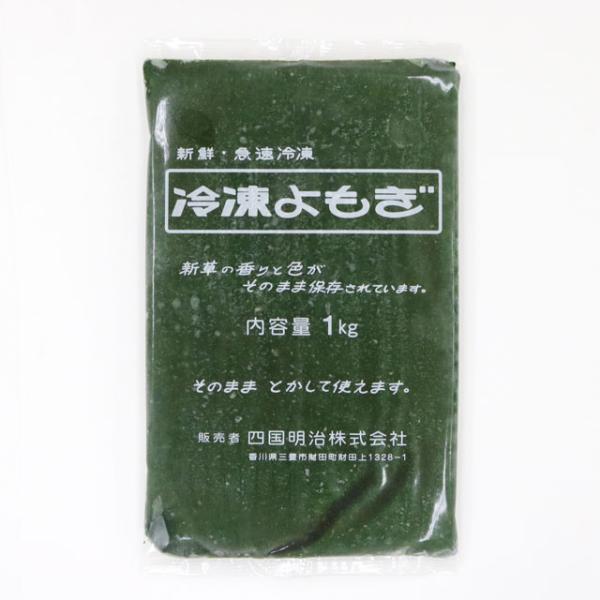 新鮮・急速冷凍
冷凍よもぎ
新草の香りと色が
そのまま保存されています。
内容量 1kg
そのまま とかして使えます。
販売者 四国明治株式会社
香川県三豊市財田町財田上1328-1